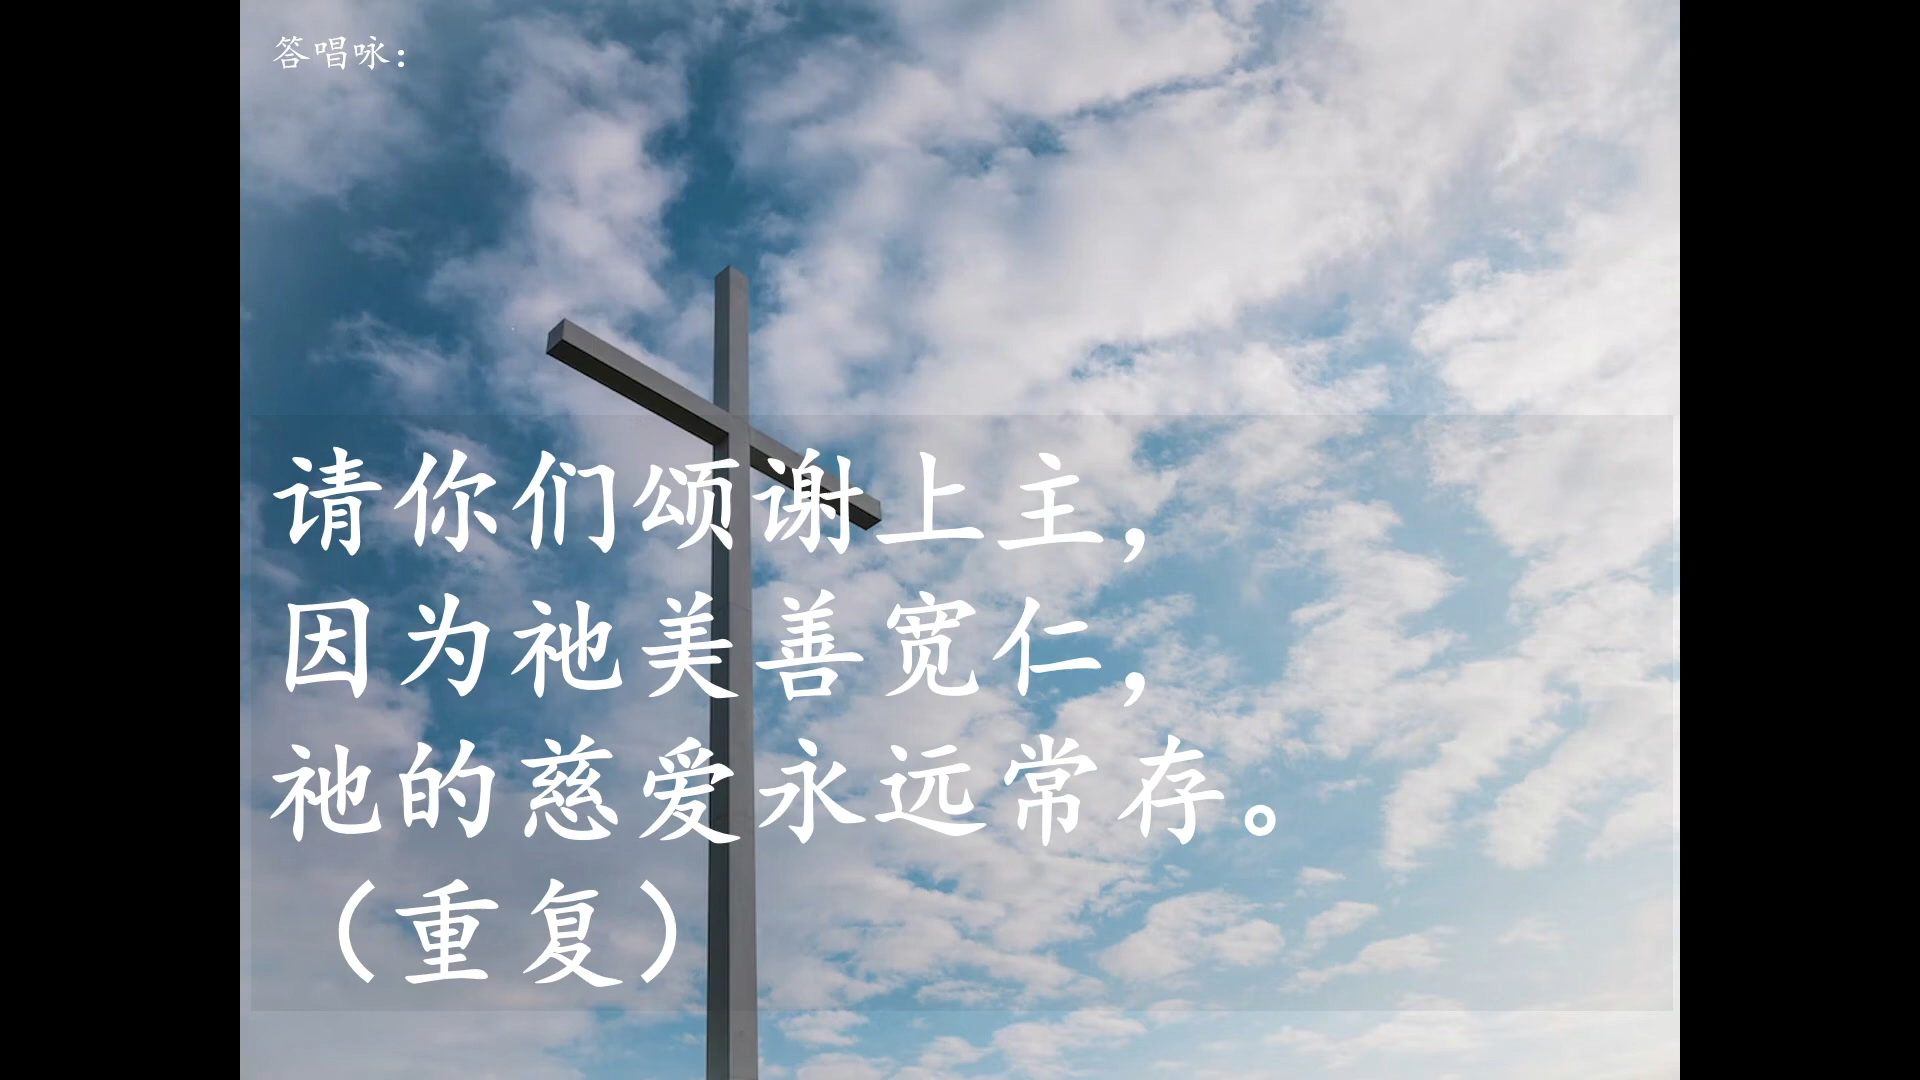 答唱咏：
请你们颂谢上主，
因为祂美善宽仁，
祂的慈爱永远常存。
（重复）